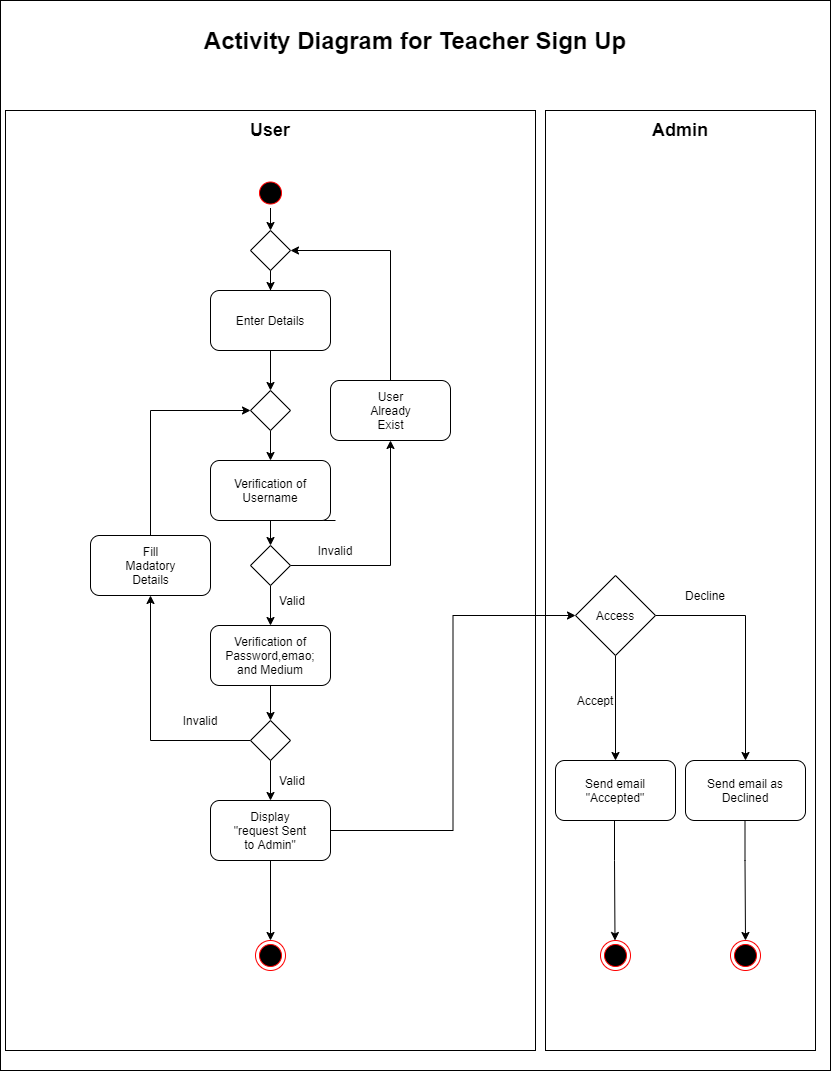 Activity Diagram for Teacher Sign Up
User
Admin
Enter Details
User
Already
Exist
Verification of
Username
Invalid
Fill
Madatory
Details
Valid
Decline
Access
Verification of
Password,emao;
and Medium
Accept
Invalid
Valid
Send email
"Accepted"
Send email as
Declined
Display
"request Sent
to Admin"